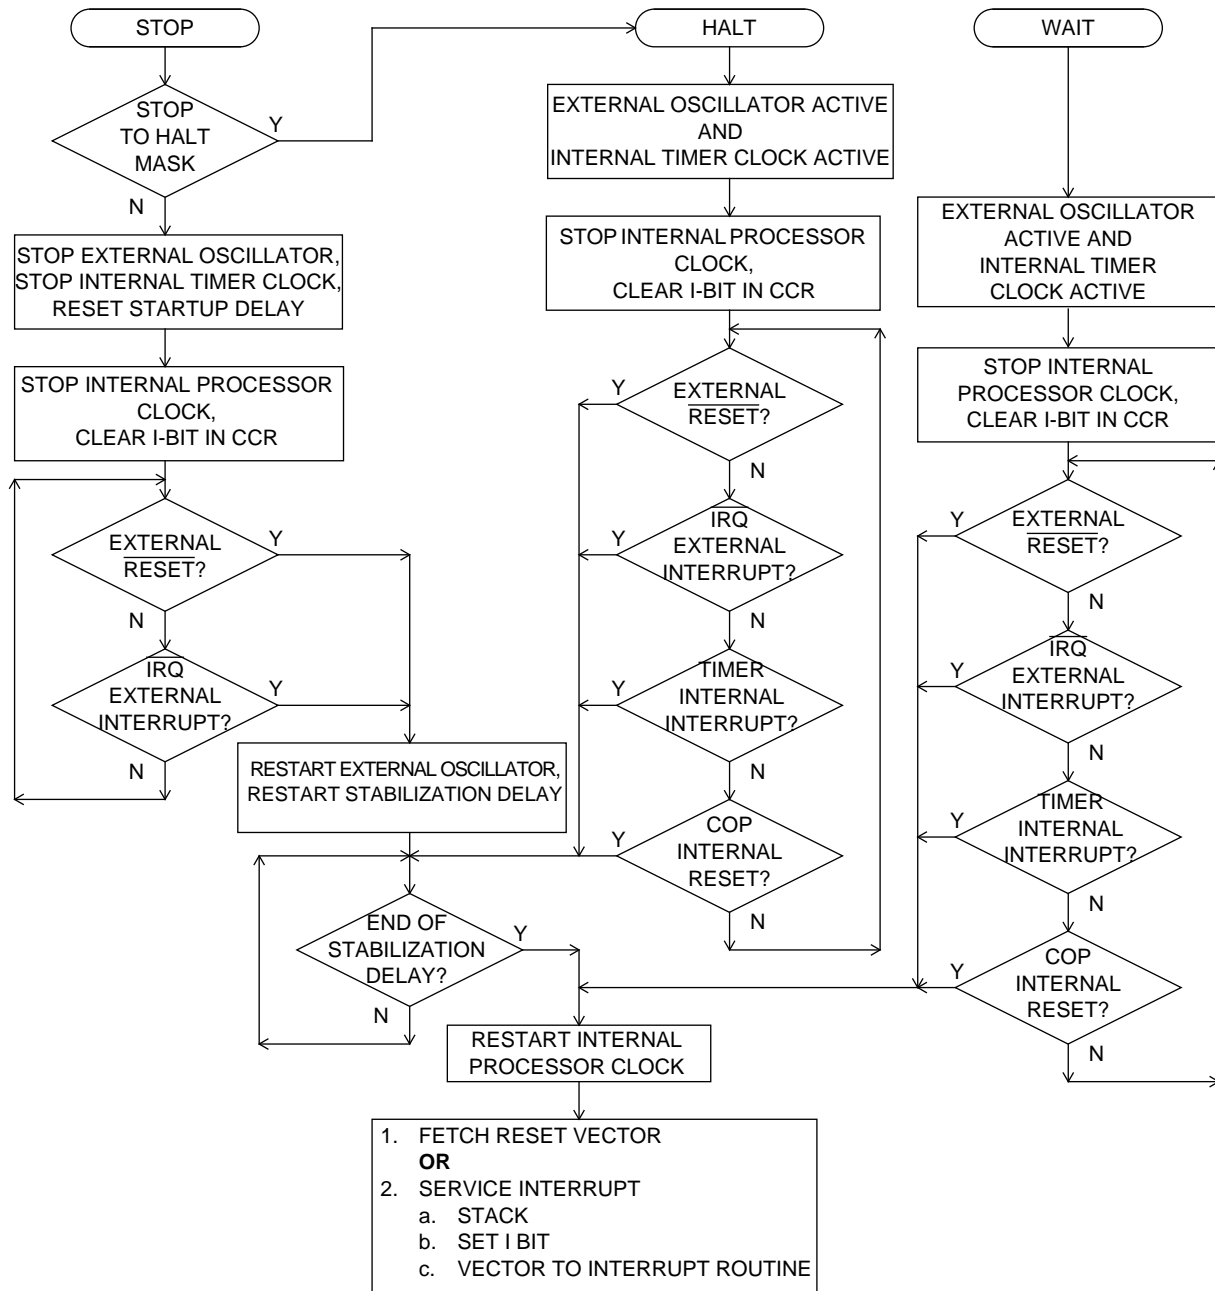 STOP
STOP
TO HALT
MASK
Y
N
STOP EXTERNAL OSCILLATOR,
STOP INTERNAL TIMER CLOCK,
RESET STARTUP DELAY
STOP INTERNAL PROCESSOR
CLOCK,
CLEAR I-BIT IN CCR
EXTERNAL
RESET?
Y
N
IRQ
EXTERNAL
INTERRUPT?
Y
N
RESTART EXTERNAL OSCILLATOR,
RESTART STABILIZATION DELAY
END OF
STABILIZATION
DELAY?
Y
N
HALT
EXTERNAL OSCILLATOR ACTIVE
AND
INTERNAL TIMER CLOCK ACTIVE
STOP INTERNAL PROCESSOR
CLOCK,
CLEAR I-BIT IN CCR
Y
EXTERNAL
RESET?
N
Y
IRQ
EXTERNAL
INTERRUPT?
N
Y
TIMER
INTERNAL
INTERRUPT?
N
Y
COP
INTERNAL
RESET?
N
WAIT
EXTERNAL OSCILLATOR
ACTIVE AND
INTERNAL TIMER
CLOCK ACTIVE
STOP INTERNAL
PROCESSOR CLOCK,
CLEAR I-BIT IN CCR
Y
EXTERNAL
RESET?
N
Y
IRQ
EXTERNAL
INTERRUPT?
N
Y
TIMER
INTERNAL
INTERRUPT?
N
Y
COP
INTERNAL
RESET?
N
RESTART INTERNAL
PROCESSOR CLOCK
1. FETCH RESET VECTOR
OR
2. SERVICE INTERRUPT
a. STACK
b. SET I BIT
c. VECTOR TO INTERRUPT ROUTINE